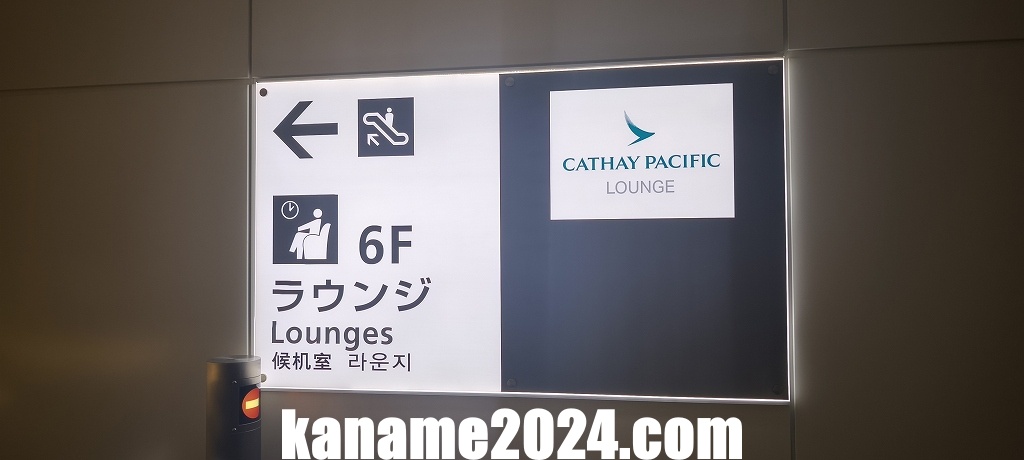 6F
ラウンジ
Lounges
候机室 라운지
CATHAY PACIFIC
LOUNGE
kaname2024.com